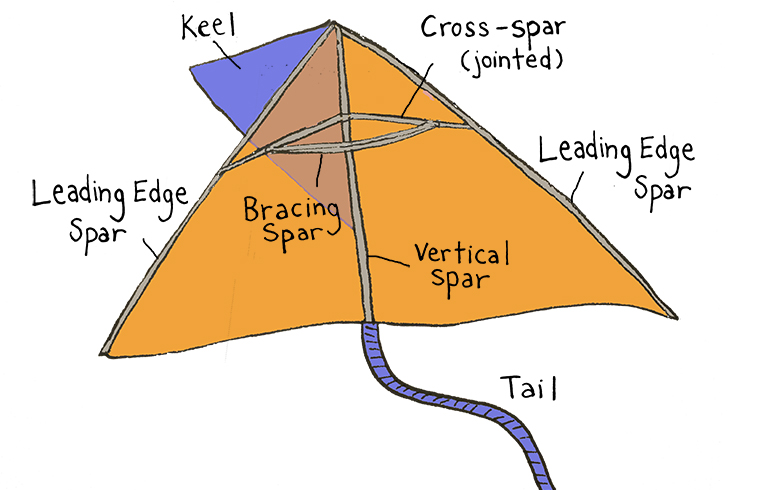 Keel
Cross-spar
(jointed)
Leading Edge
Spar
Leading Edge
Spar
Bracing
Spar
Vertical
Spar
Tail